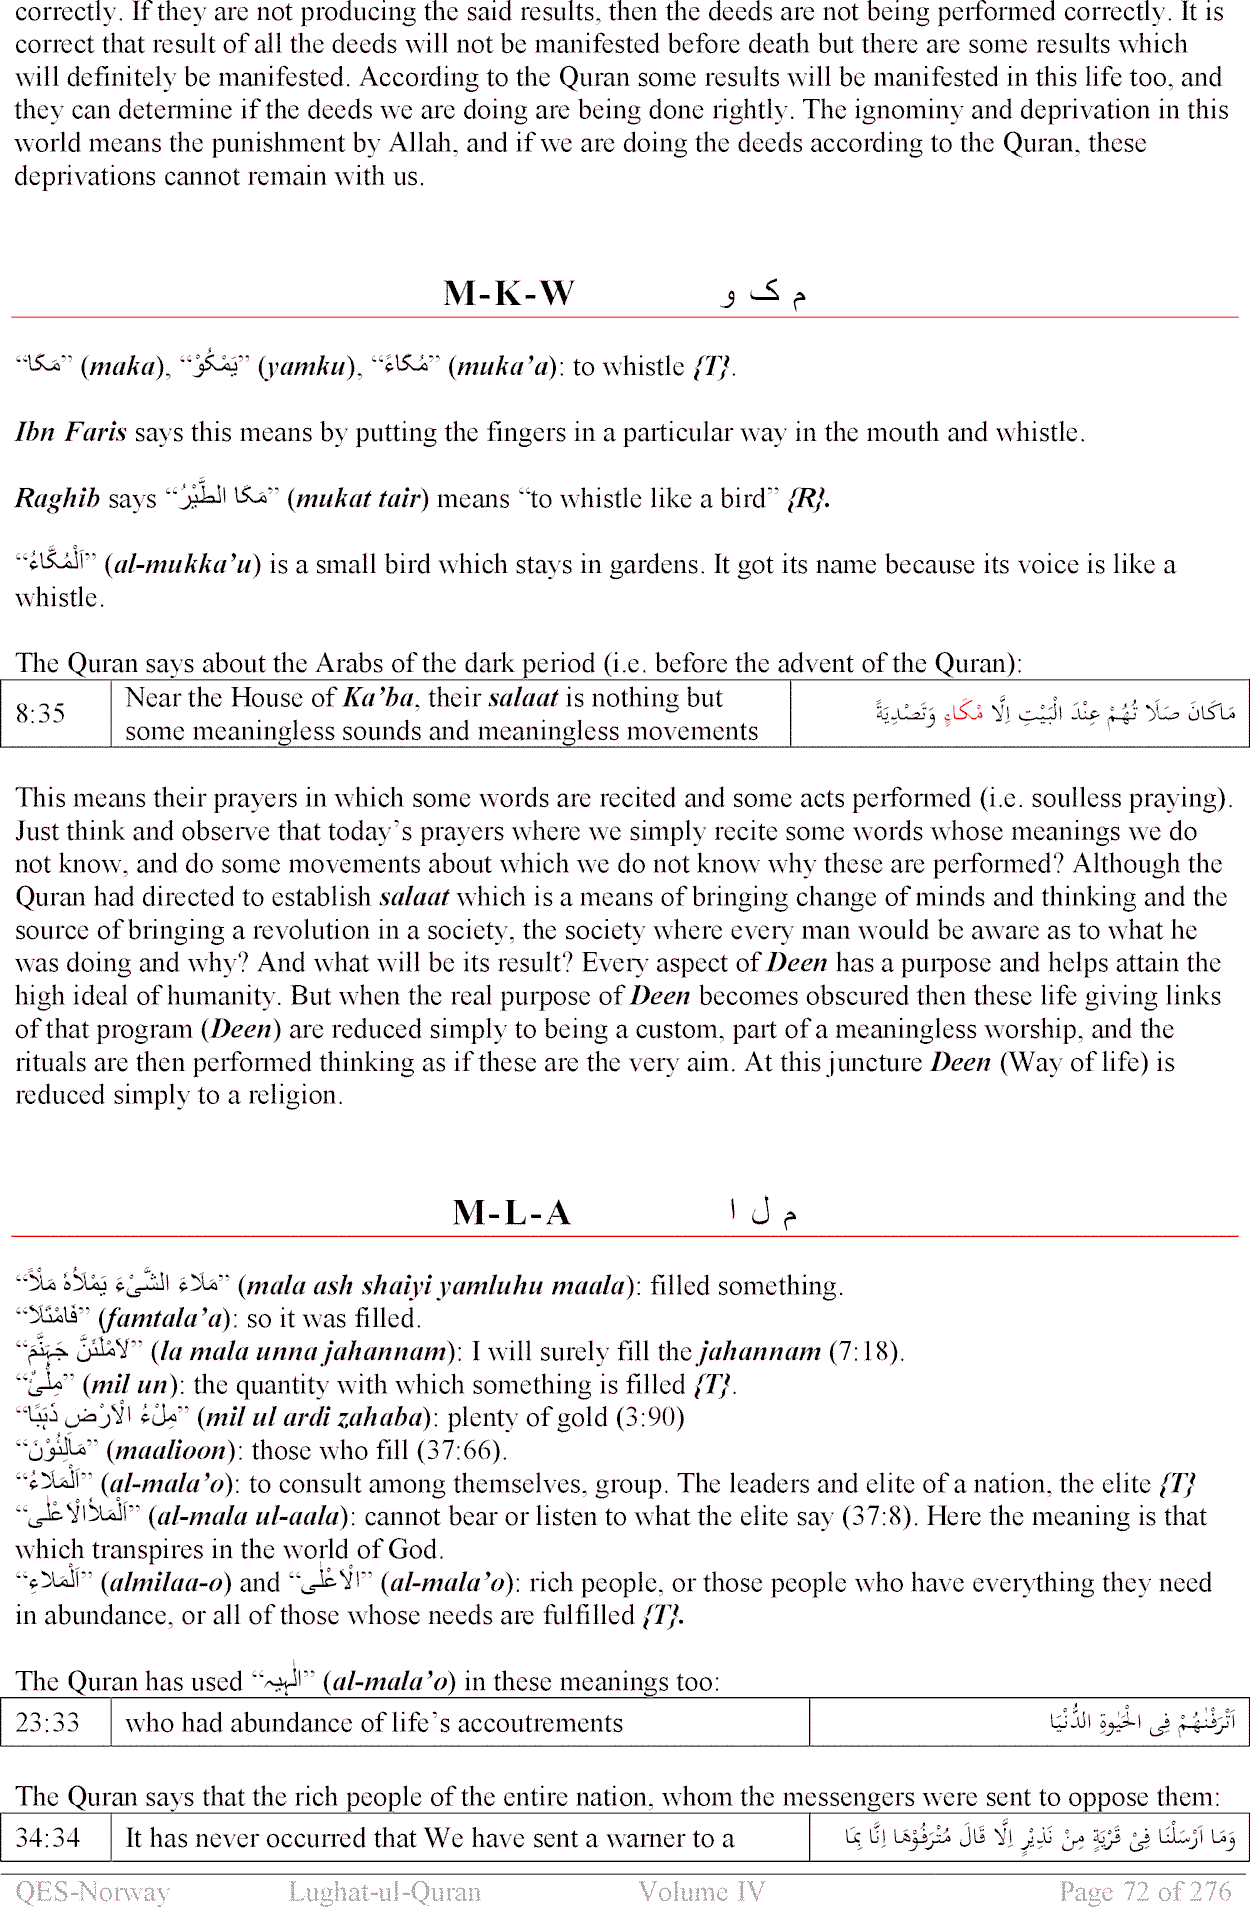 correctly. If they are not producing the said results, then the deeds are not being performed correctly. It is
correct that result of all the deeds will not be manifested before death but there are some results which
will definitely be manifested. According to the Quran some results will be manifested in this life too, and
they can determine if the deeds we are doing are being done rightly. The ignominy and deprivation in this
world means the punishment by Allah, and if we are doing the deeds according to the Quran, these
deprivations cannot remain with us.
M-K-W م ک و
“مَكَا” (maka), “يَمْكُوْ” (yamku), “مُكَاءً” (muka’a): to whistle {T}.
Ibn Faris says this means by putting the fingers in a particular way in the mouth and whistle.
Raghib says “مَكَا الطَّيْرُ” (mukat tair) means “to whistle like a bird” {R}.
“اَلْمُكَّاءُ” (al-mukka’u) is a small bird which stays in gardens. It got its name because its voice is like a
whistle.
The Quran says about the Arabs of the dark period (i.e. before the advent of the Quran):
8:35 Near the House of Ka’ba, their salaat is nothing but
some meaningless sounds and meaningless movements
مَاكَانَ صَلَا تُهُمْ عِنْدَ الْبَيْتِ اِلَّا مُكَاءٍ وَتَصْدِيَةً
This means their prayers in which some words are recited and some acts performed (i.e. soulless praying).
Just think and observe that today’s prayers where we simply recite some words whose meanings we do
not know, and do some movements about which we do not know why these are performed? Although the
Quran had directed to establish salaat which is a means of bringing change of minds and thinking and the
source of bringing a revolution in a society, the society where every man would be aware as to what he
was doing and why? And what will be its result? Every aspect of Deen has a purpose and helps attain the
high ideal of humanity. But when the real purpose of Deen becomes obscured then these life giving links
of that program (Deen) are reduced simply to being a custom, part of a meaningless worship, and the
rituals are then performed thinking as if these are the very aim. At this juncture Deen (Way of life) is
reduced simply to a religion.
M-L-A م ل ا
“مَلَاءَ الشَّىْءَ يَمْلَاُهٗ مَلْاً” (mala ash shaiyi yamluhu maala): filled something.
“فَامْتَلَاَ” (famtala’a): so it was filled.
“لَاَمْلَئَنَّ جَهَنَّمَ” (la mala unna jahannam): I will surely fill the jahannam (7:18).
“مِلْىٌٔ” (mil un): the quantity with which something is filled {T}.
“مِلْءُ الْاَرْضِ ذَهَبًا” (mil ul ardi zahaba): plenty of gold (3:90)
“مَالِئُوْنَ” (maalioon): those who fill (37:66).
“اَلْمَلَاءُ” (al-mala’o): to consult among themselves, group. The leaders and elite of a nation, the elite {T}
“اَلْمَلَاُالْاَعْلٰى” (al-mala ul-aala): cannot bear or listen to what the elite say (37:8). Here the meaning is that
which transpires in the world of God.
“اَلْمَلَاءِ” (almilaa-o) and “الْاَعْلٰى” (al-mala’o): rich people, or those people who have everything they need
in abundance, or all of those whose needs are fulfilled {T}.
The Quran has used “الٰہیہ” (al-mala’o) in these meanings too:
23:33 who had abundance of life’s accoutrements اَتْرَفْنٰهُمْ فِى الْحَيٰوةِ الدُّنْيَا
The Quran says that the rich people of the entire nation, whom the messengers were sent to oppose them:
34:34 It has never occurred that We have sent a warner to a وَمَا اَرْسَلْنَا فِىْ قَرْيَةٍ مِنْ نَذِيْرٍ اِلَّا قَالَ مُتْرَفُوْهَا اِنَّا بِمَا
QES-Norway Lughat-ul-Quran Volume IV Page 72 of 276